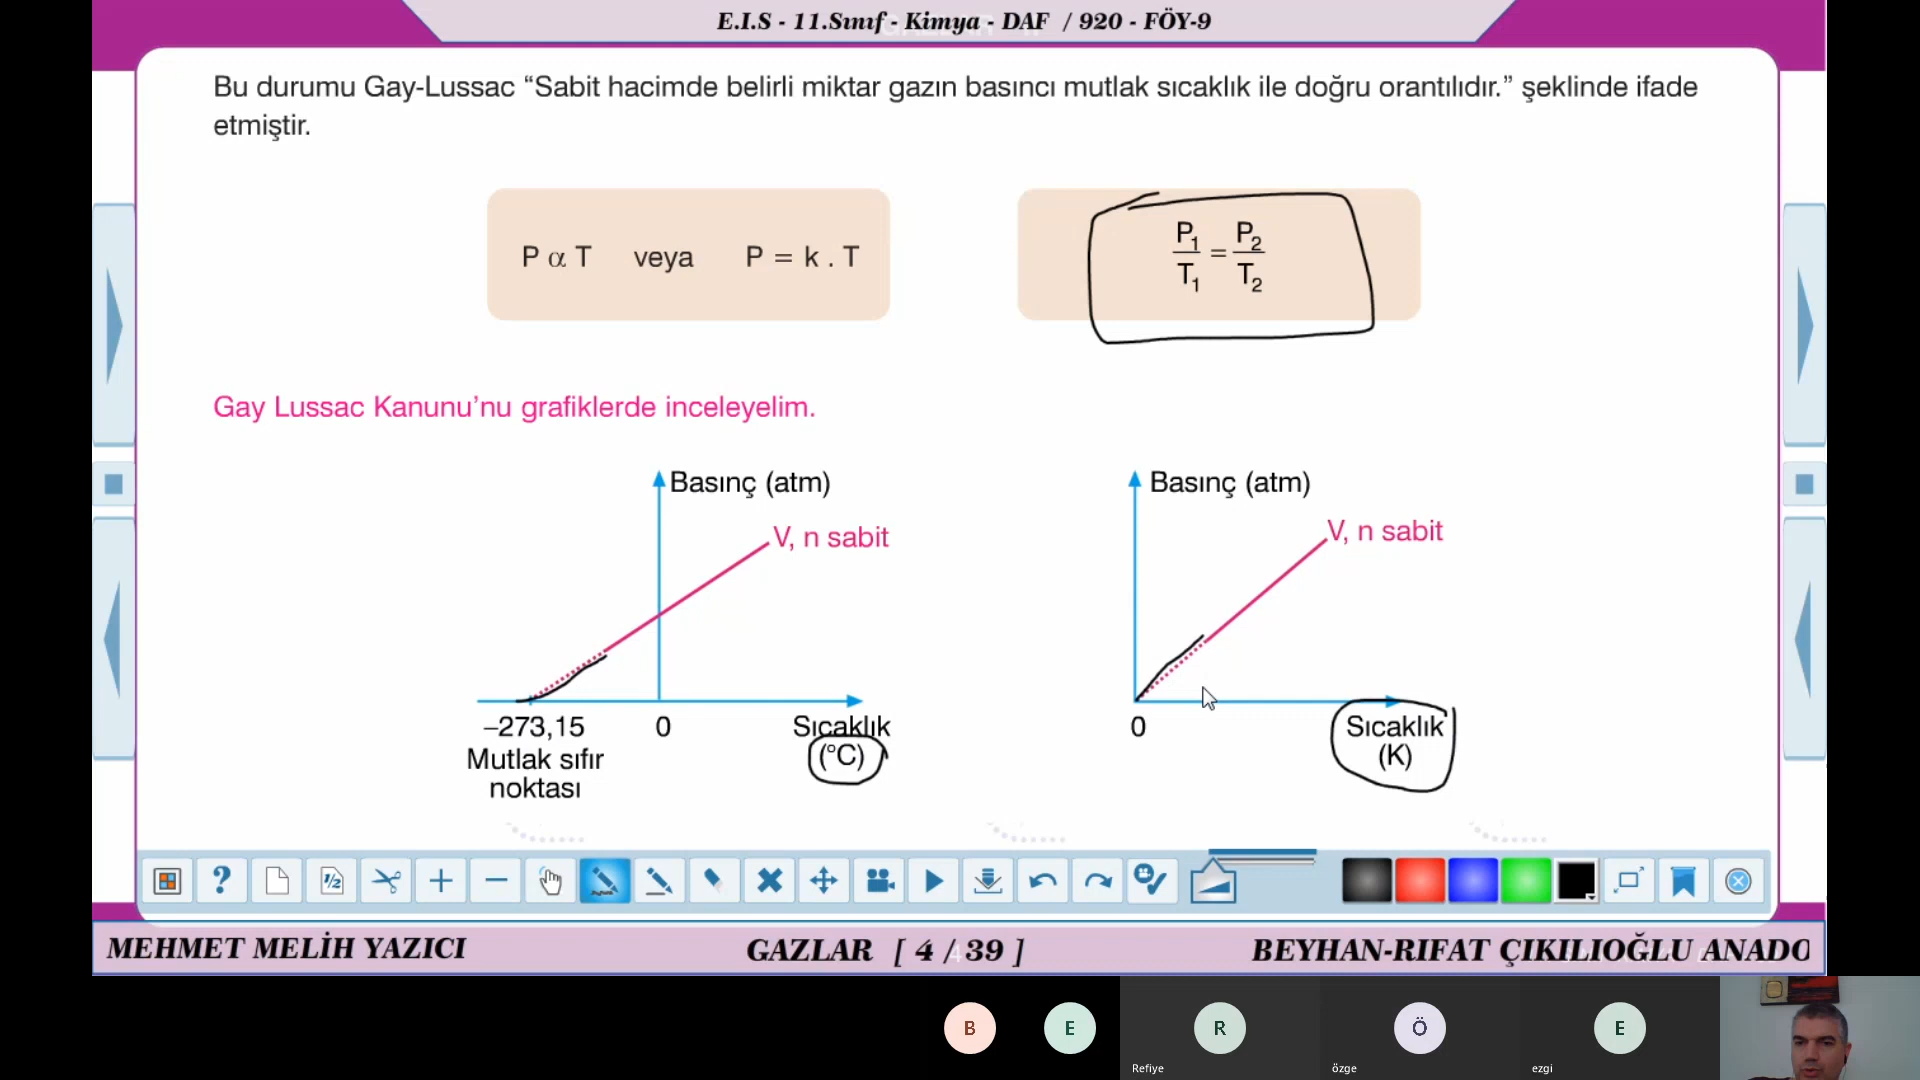 E.I.S - 11.Sınıf - Kimya - DAF / 920 - FÖY-9
Bu durumu Gay-Lussac “Sabit hacimde belirli miktar gazın basıncı mutlak sıcaklık ile doğru orantılıdır.” şeklinde ifade
etmiştir.
P α T veya P = k . T
P1/T1 = P2/T2
Gay Lussac Kanunu’nu grafiklerde inceleyelim.
Basınç (atm)
V, n sabit
–273,15
Mutlak sıfır
noktası
0
Sıcaklık
(°C)
Basınç (atm)
V, n sabit
0
Sıcaklık
(K)
?
1/2
MEHMET MELİH YAZICI
GAZLAR [ 4 / 39 ]
BEYHAN-RIFAT ÇIKILIOĞLU ANADO
B
E
R
Refiye
Ö
özge
E
ezgi